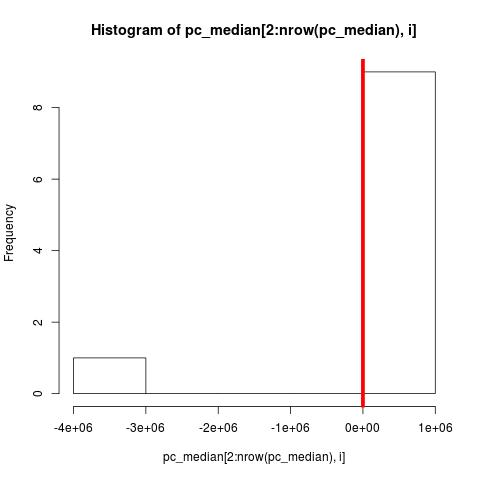 Histogram of pc_median[2:nrow(pc_median), i]
Frequency
8
6
4
2
0
-4e+06 -3e+06 -2e+06 -1e+06 0e+00 1e+06
pc_median[2:nrow(pc_median), i]